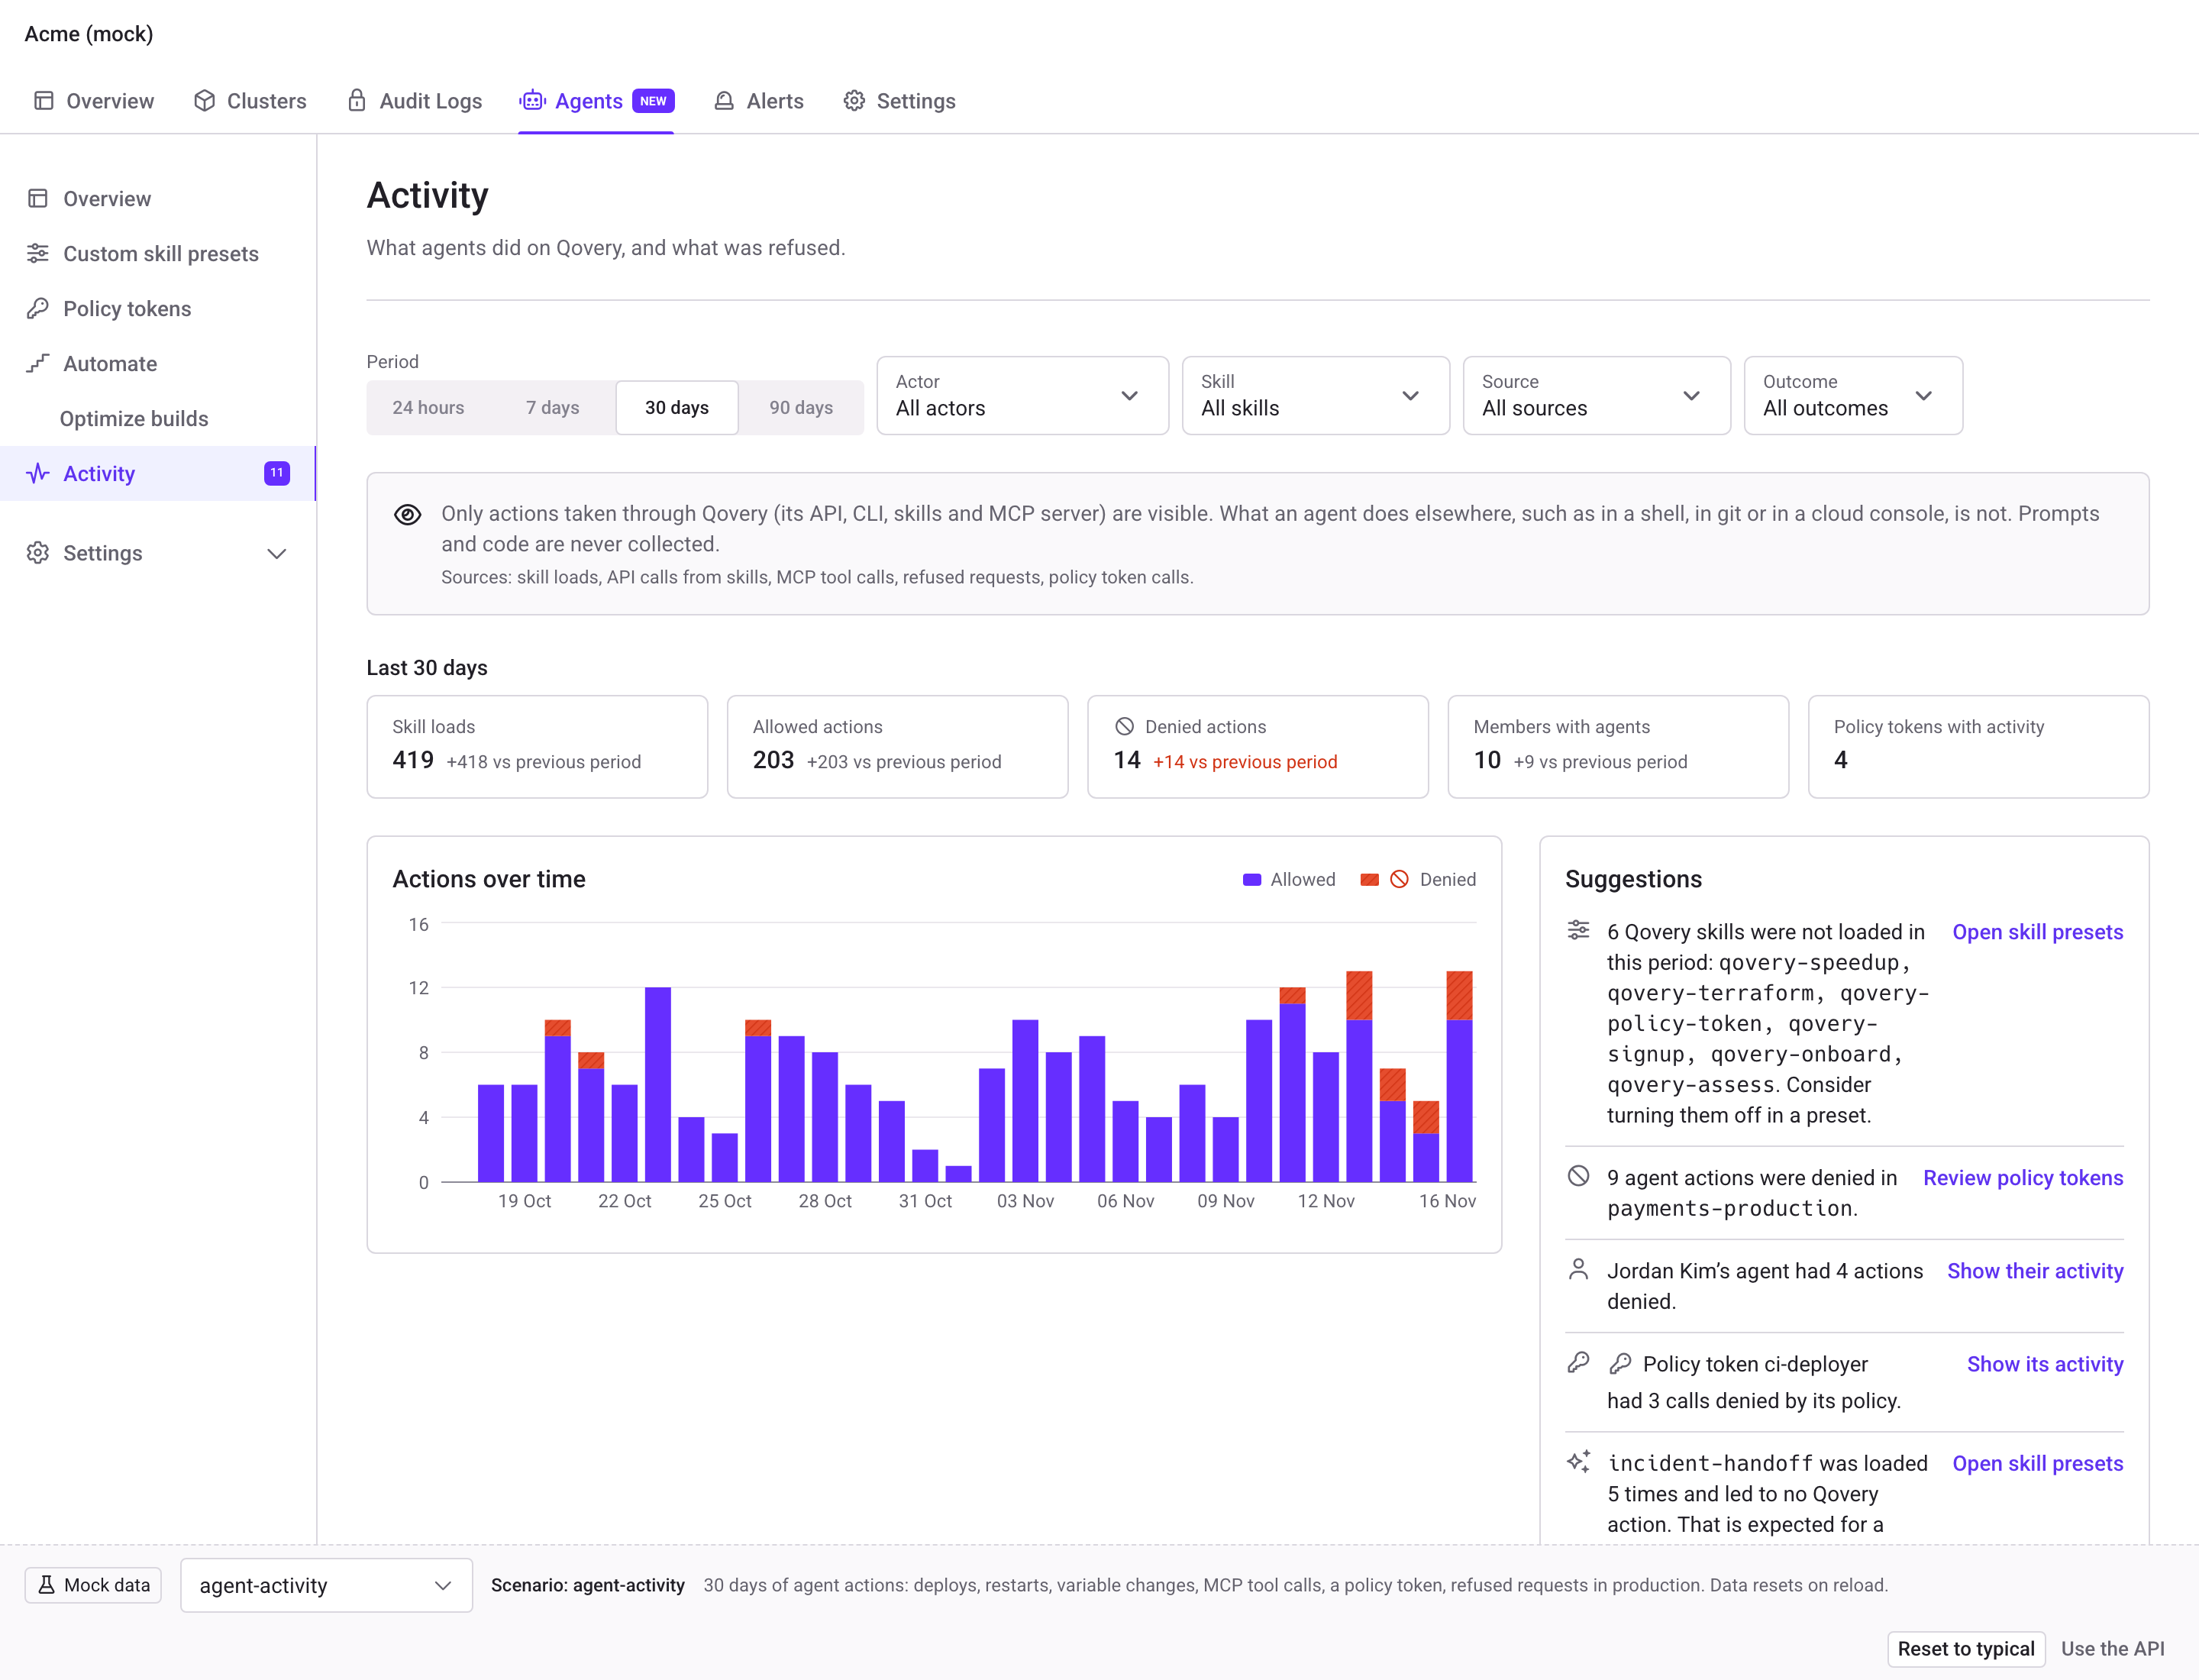 Acme (mock)
Overview
Clusters
Audit Logs
Agents NEW
Alerts
Settings
Overview
Custom skill presets
Policy tokens
Automate
Optimize builds
Activity 11
Settings
Activity
What agents did on Qovery, and what was refused.
Period
24 hours
7 days
30 days
90 days
Actor
All actors
Skill
All skills
Source
All sources
Outcome
All outcomes
Only actions taken through Qovery (its API, CLI, skills and MCP server) are visible. What an agent does elsewhere, such as in a shell, in git or in a cloud console, is not. Prompts
and code are never collected.
Sources: skill loads, API calls from skills, MCP tool calls, refused requests, policy token calls.
Last 30 days
Skill loads
419 +418 vs previous period
Allowed actions
203 +203 vs previous period
Denied actions
14 +14 vs previous period
Members with agents
10 +9 vs previous period
Policy tokens with activity
4
Actions over time
Allowed
Denied
16
12
8
4
0
19 Oct
22 Oct
25 Oct
28 Oct
31 Oct
03 Nov
06 Nov
09 Nov
12 Nov
16 Nov
Suggestions
6 Qovery skills were not loaded in
this period: qovery-speedup,
qovery-terraform, qovery-
policy-token, qovery-
signup, qovery-onboard,
qovery-assess. Consider
turning them off in a preset.
Open skill presets
9 agent actions were denied in
payments-production.
Review policy tokens
Jordan Kim’s agent had 4 actions
denied.
Show their activity
Policy token ci-deployer
had 3 calls denied by its policy.
Show its activity
incident-handoff was loaded
5 times and led to no Qovery
action. That is expected for a
Open skill presets
Mock data
agent-activity
Scenario: agent-activity
30 days of agent actions: deploys, restarts, variable changes, MCP tool calls, a policy token, refused requests in production. Data resets on reload.
Reset to typical
Use the API